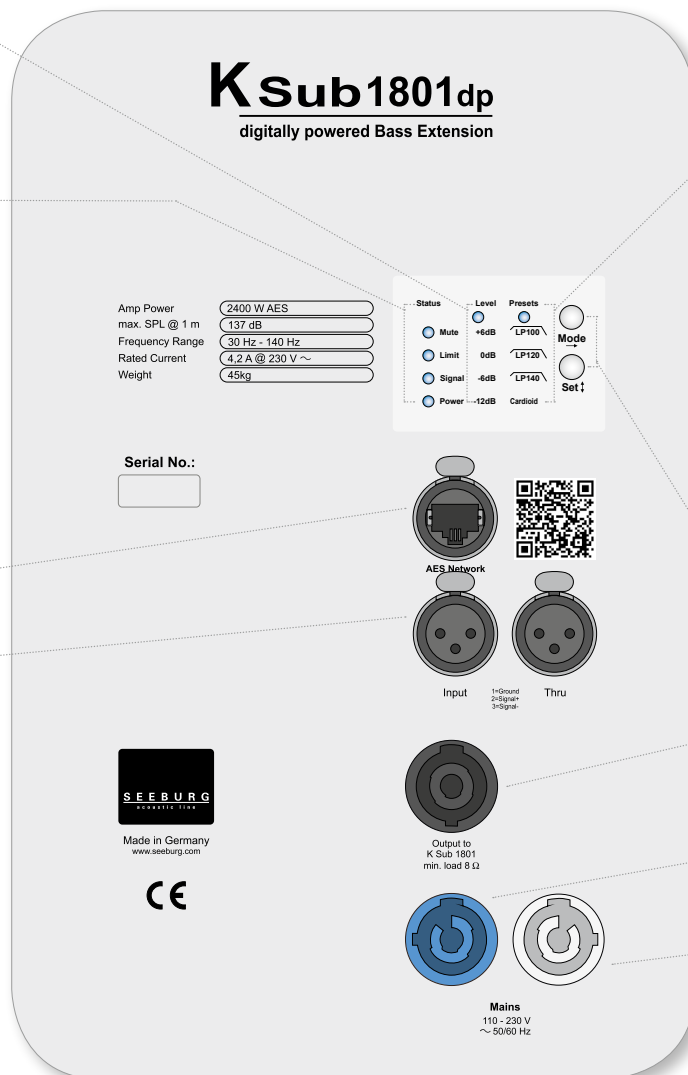 K Sub1801dp
digitally powered Bass Extension
Amp Power 2400 W AES
max. SPL @ 1 m 137 dB
Frequency Range 30 Hz - 140 Hz
Rated Current 4,2 A @ 230 V ~
Weight 45kg
Status Level Presets
Mute +6dB LP100
Mode
→
Limit 0dB LP120
Signal -6dB LP140
Set ↕
Power -12dB Cardioid
Serial No.:
AES Network
Input Thru
1=Ground
2=Signal+
3=Signal-
SEEBURG
acoustic line
Made in Germany
www.seeburg.com
CE
Output to
K Sub 1801
min. load 8 Ω
Mains
110 - 230 V
~ 50/60 Hz